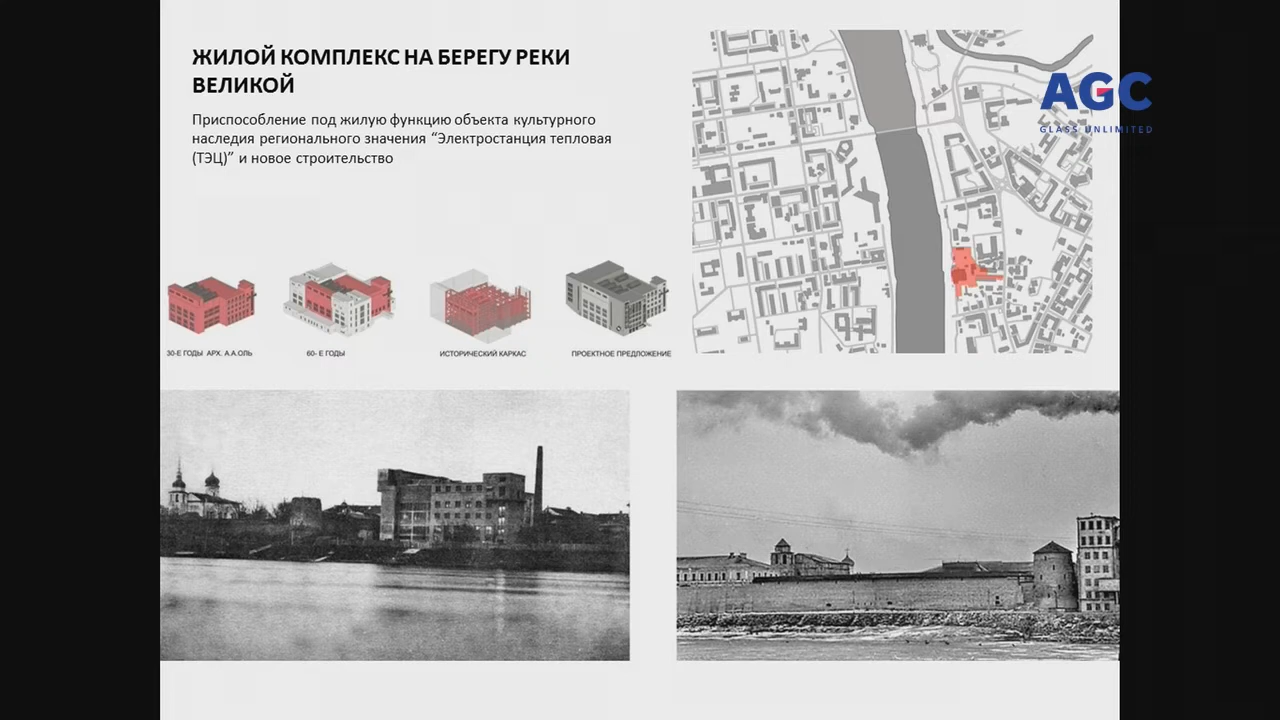 ЖИЛОЙ КОМПЛЕКС НА БЕРЕГУ РЕКИ
ВЕЛИКОЙ
Приспособление под жилую функцию объекта культурного
наследия регионального значения “Электростанция тепловая
(ТЭЦ)” и новое строительство
AGC
GLASS UNLIMITED
30-Е ГОДЫ АРХ. А.А.ОЛЬ
60- Е ГОДЫ
ИСТОРИЧЕСКИЙ КАРКАС
ПРОЕКТНОЕ ПРЕДЛОЖЕНИЕ